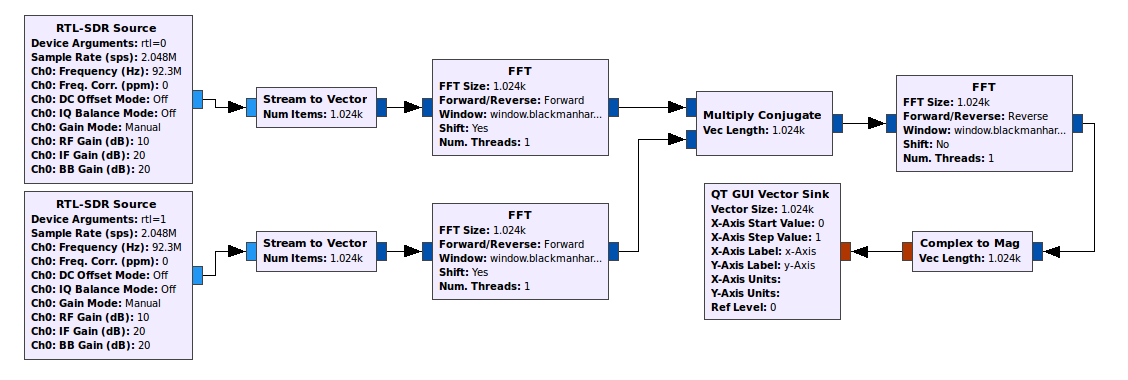 RTL-SDR Source
Device Arguments: rtl=0
Sample Rate (sps): 2.048M
Ch0: Frequency (Hz): 92.3M
Ch0: Freq. Corr. (ppm): 0
Ch0: DC Offset Mode: Off
Ch0: IQ Balance Mode: Off
Ch0: Gain Mode: Manual
Ch0: RF Gain (dB): 10
Ch0: IF Gain (dB): 20
Ch0: BB Gain (dB): 20
Stream to Vector
Num Items: 1.024k
FFT
FFT Size: 1.024k
Forward/Reverse: Forward
Window: window.blackmanhar...
Shift: Yes
Num. Threads: 1
Multiply Conjugate
Vec Length: 1.024k
FFT
FFT Size: 1.024k
Forward/Reverse: Reverse
Window: window.blackmanhar...
Shift: No
Num. Threads: 1
RTL-SDR Source
Device Arguments: rtl=1
Sample Rate (sps): 2.048M
Ch0: Frequency (Hz): 92.3M
Ch0: Freq. Corr. (ppm): 0
Ch0: DC Offset Mode: Off
Ch0: IQ Balance Mode: Off
Ch0: Gain Mode: Manual
Ch0: RF Gain (dB): 10
Ch0: IF Gain (dB): 20
Ch0: BB Gain (dB): 20
Stream to Vector
Num Items: 1.024k
FFT
FFT Size: 1.024k
Forward/Reverse: Forward
Window: window.blackmanhar...
Shift: Yes
Num. Threads: 1
QT GUI Vector Sink
Vector Size: 1.024k
X-Axis Start Value: 0
X-Axis Step Value: 1
X-Axis Label: x-Axis
Y-Axis Label: y-Axis
X-Axis Units:
Y-Axis Units:
Ref Level: 0
Complex to Mag
Vec Length: 1.024k